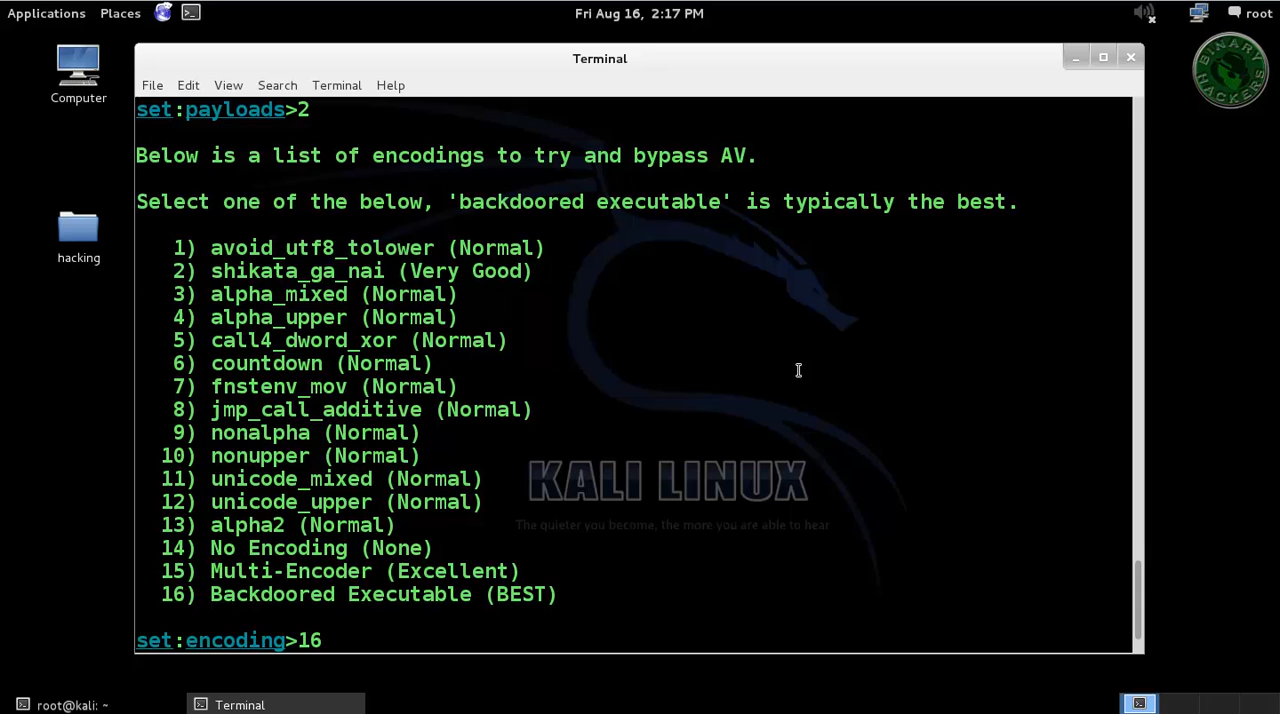 Applications Places Fri Aug 16, 2:17 PM root
BINARY
HACKERS
Computer
hacking
Terminal
File Edit View Search Terminal Help
set:payloads>2
Below is a list of encodings to try and bypass AV.
Select one of the below, 'backdoored executable' is typically the best.
1) avoid_utf8_tolower (Normal)
2) shikata_ga_nai (Very Good)
3) alpha_mixed (Normal)
4) alpha_upper (Normal)
5) call4_dword_xor (Normal)
6) countdown (Normal)
7) fnstenv_mov (Normal)
8) jmp_call_additive (Normal)
9) nonalpha (Normal)
10) nonupper (Normal)
11) unicode_mixed (Normal)
12) unicode_upper (Normal)
13) alpha2 (Normal)
14) No Encoding (None)
15) Multi-Encoder (Excellent)
16) Backdoored Executable (BEST)
KALI LINUX
The quieter you become, the more you are able to hear
set:encoding>16
root@kali: ~ Terminal